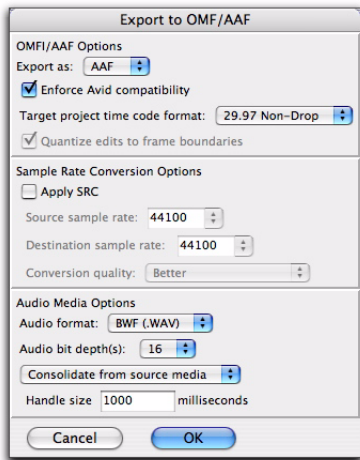 Export to OMF/AAF
OMFI/AAF Options
Export as: AAF
Enforce Avid compatibility
Target project time code format: 29.97 Non-Drop
Quantize edits to frame boundaries
Sample Rate Conversion Options
Apply SRC
Source sample rate: 44100
Destination sample rate: 44100
Conversion quality: Better
Audio Media Options
Audio format: BWF (.WAV)
Audio bit depth(s): 16
Consolidate from source media
Handle size 1000 milliseconds
Cancel OK